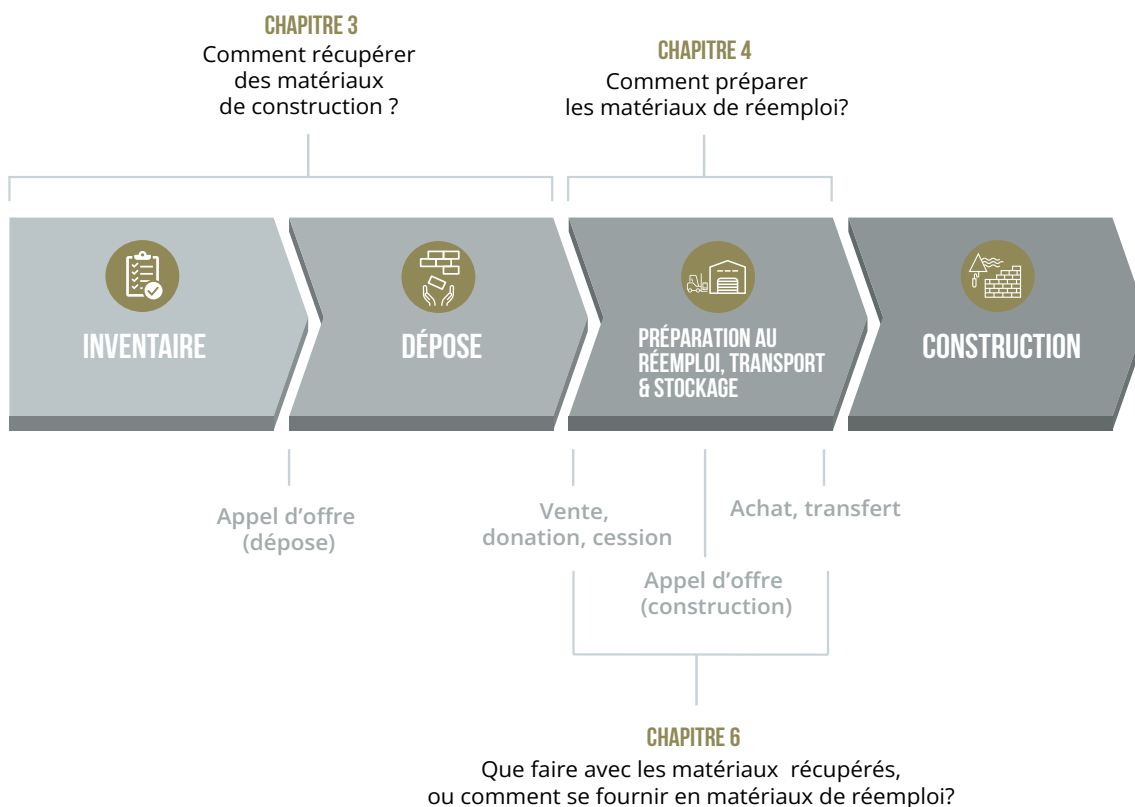 CHAPITRE 3
Comment récupérer
des matériaux
de construction ?
CHAPITRE 4
Comment préparer
les matériaux de réemploi?
INVENTAIRE
DÉPOSE
PRÉPARATION AU
RÉEMPLOI, TRANSPORT
& STOCKAGE
CONSTRUCTION
Appel d’offre
(dépose)
Vente,
donation, cession
Achat, transfert
Appel d’offre
(construction)
CHAPITRE 6
Que faire avec les matériaux récupérés,
ou comment se fournir en matériaux de réemploi?